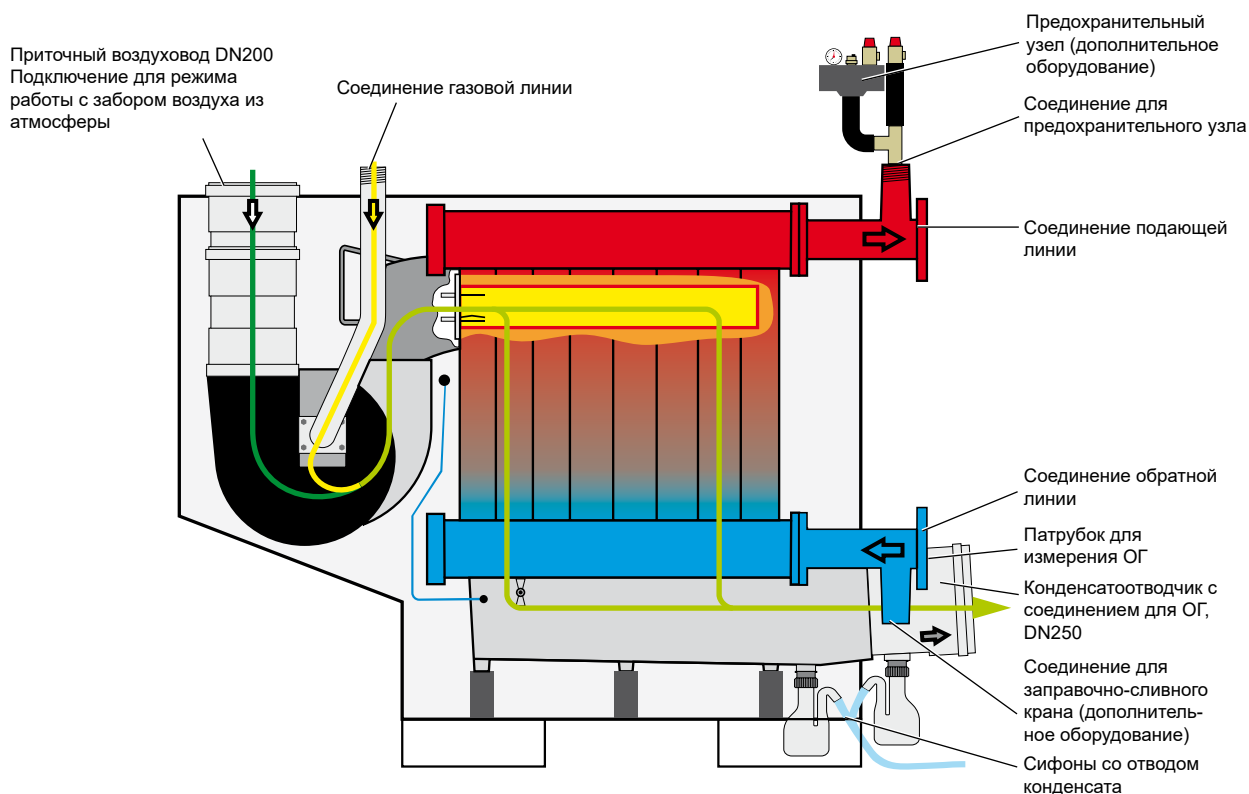 Приточный воздуховод DN200
Подключение для режима
работы с забором воздуха из
атмосферы
Соединение газовой линии
Предохранительный
узел (дополнительное
оборудование)
Соединение для
предохранительного узла
Соединение подающей
линии
Соединение обратной
линии
Патрубок для
измерения ОГ
Конденсатоотводчик с
соединением для ОГ,
DN250
Соединение для
заправочно-сливного
крана (дополнитель-
ное оборудование)
Сифоны со отводом
конденсата